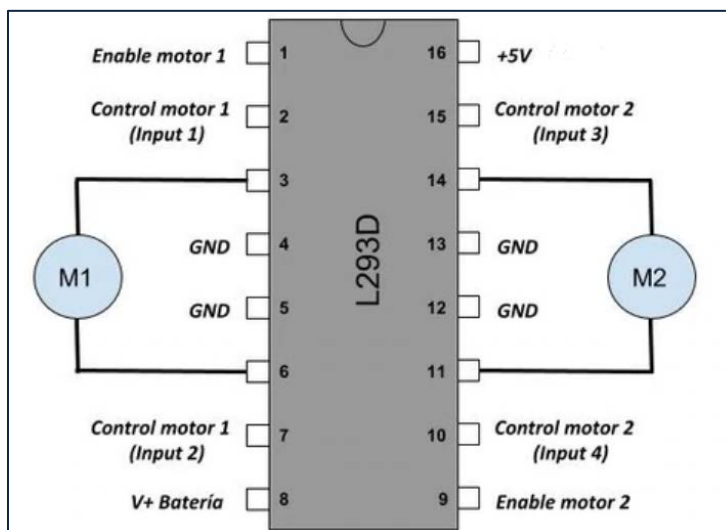 Enable motor 1
1
16
+5V
Control motor 1
(Input 1)
2
15
Control motor 2
(Input 3)
3
14
GND
4
13
GND
M1
L293D
M2
GND
5
12
GND
6
11
Control motor 1
(Input 2)
7
10
Control motor 2
(Input 4)
V+ Batería
8
9
Enable motor 2